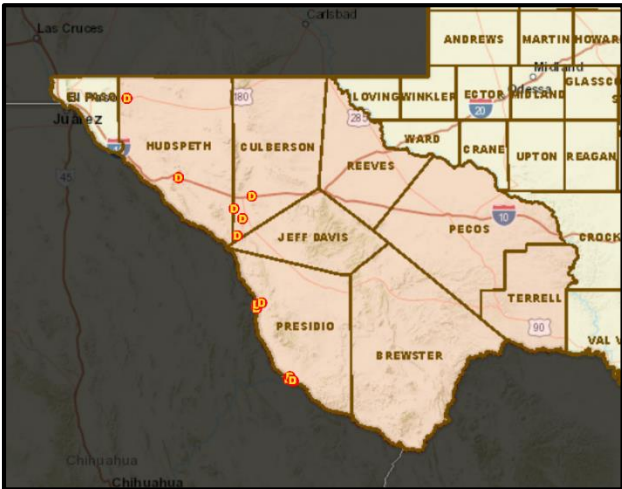 Carlsbad
Las Cruces
ANDREWS
MARTIN
HOWAR
Midland
El Paso
180
LOVING
WINKLER
ECTOR
Odessa
MIDLAND
GLASSCO
S
Juárez
285
20
HUDSPETH
CULBERSON
WARD
CRANE
UPTON
REAGAN
REEVES
45
D
D
D
D
D
D
10
PECOS
JEFF DAVIS
CROCK
TERRELL
D
PRESIDIO
90
VAL V
BREWSTER
D
Chihuahua
Chihuahua